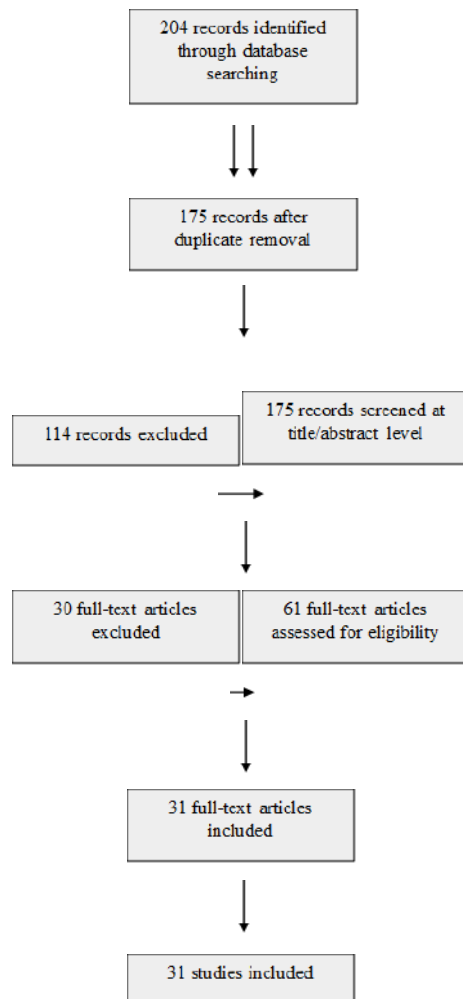 204 records identified
through database
searching
175 records after
duplicate removal
114 records excluded
175 records screened at
title/abstract level
30 full-text articles
excluded
61 full-text articles
assessed for eligibility
31 full-text articles
included
31 studies included